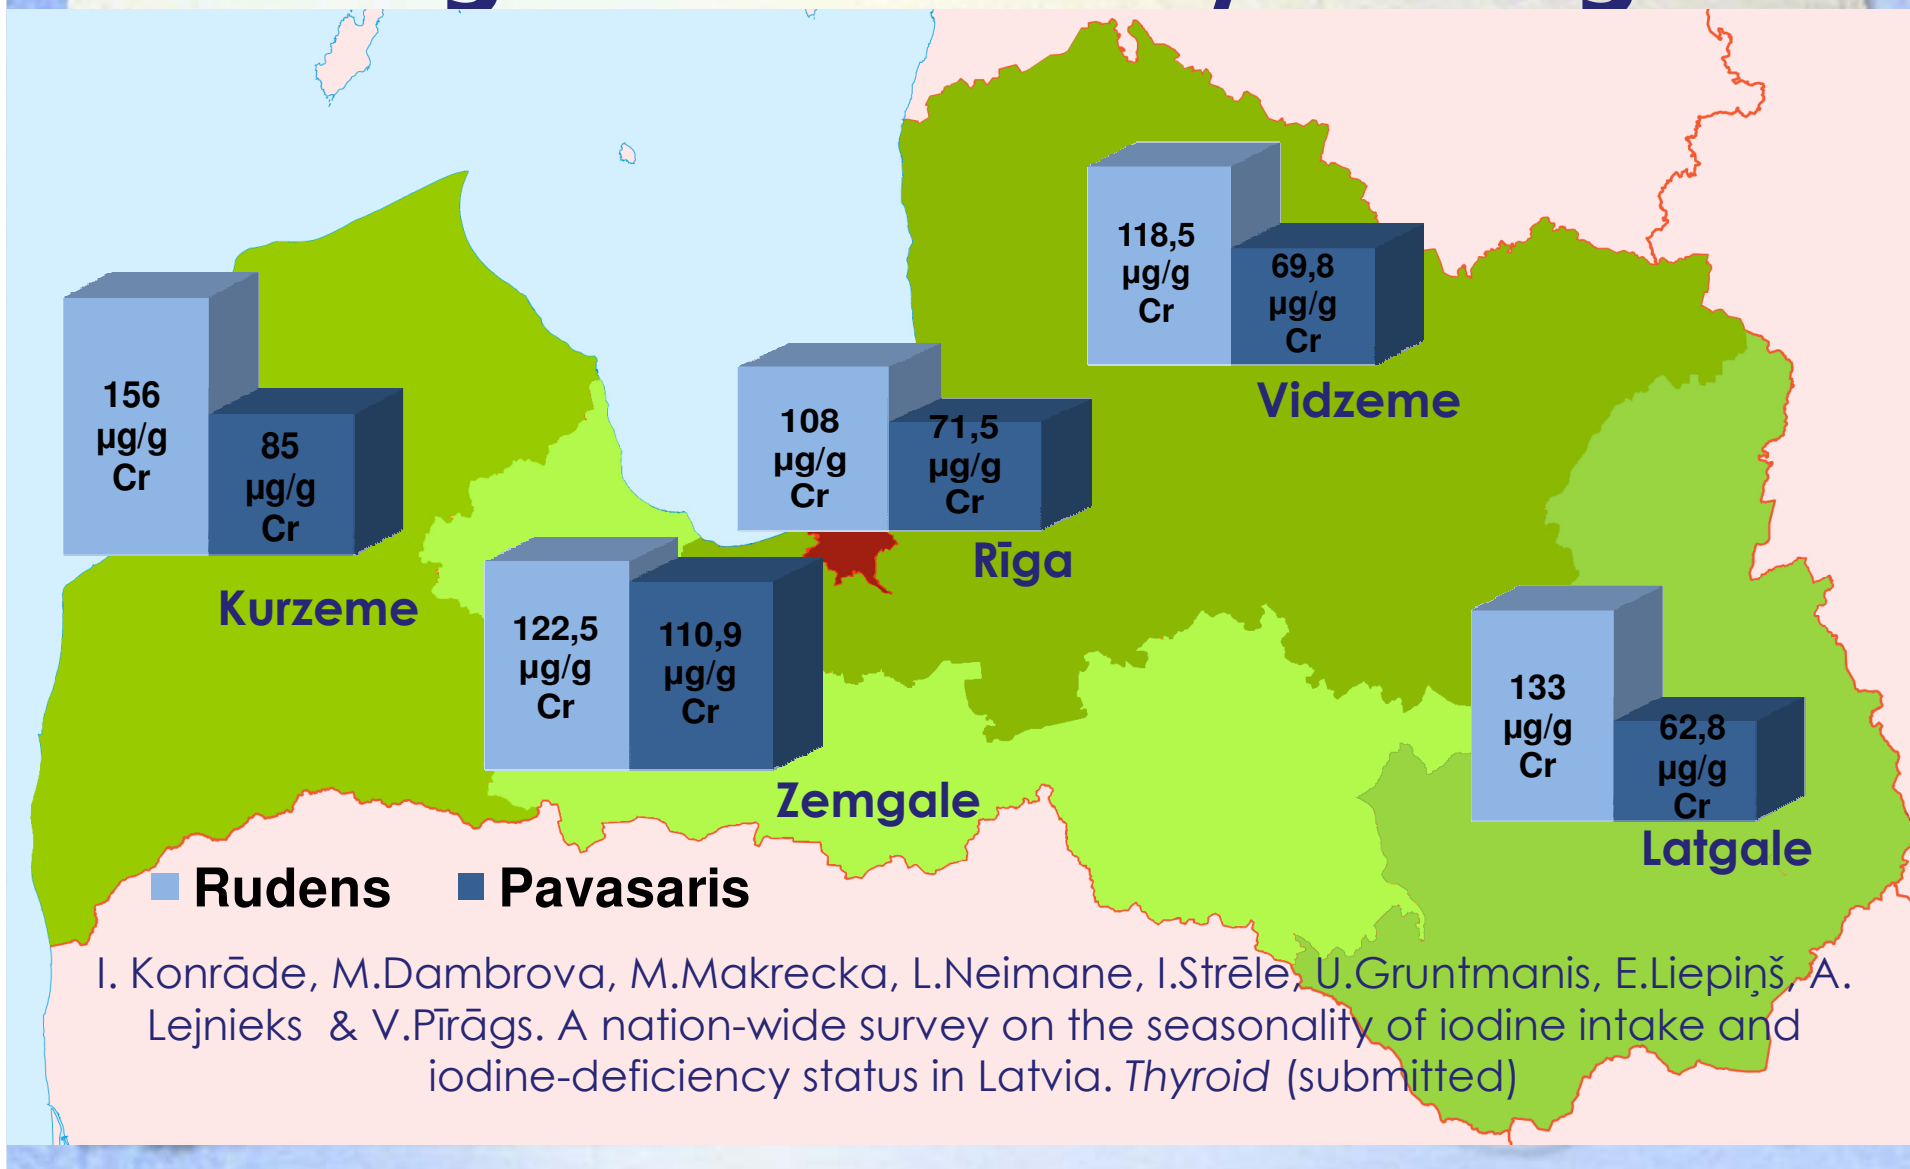 118,5
µg/g
Cr
69,8
µg/g
Cr
Vidzeme
156
µg/g
Cr
85
µg/g
Cr
Kurzeme
108
µg/g
Cr
71,5
µg/g
Cr
Rīga
122,5
µg/g
Cr
110,9
µg/g
Cr
Zemgale
133
µg/g
Cr
62,8
µg/g
Cr
Latgale
Rudens Pavasaris
I. Konrāde, M.Dambrova, M.Makrecka, L.Neimane, I.Strēle, U.Gruntmanis, E.Liepiņš, A.
Lejnieks & V.Pīrāgs. A nation-wide survey on the seasonality of iodine intake and
iodine-deficiency status in Latvia. Thyroid (submitted)